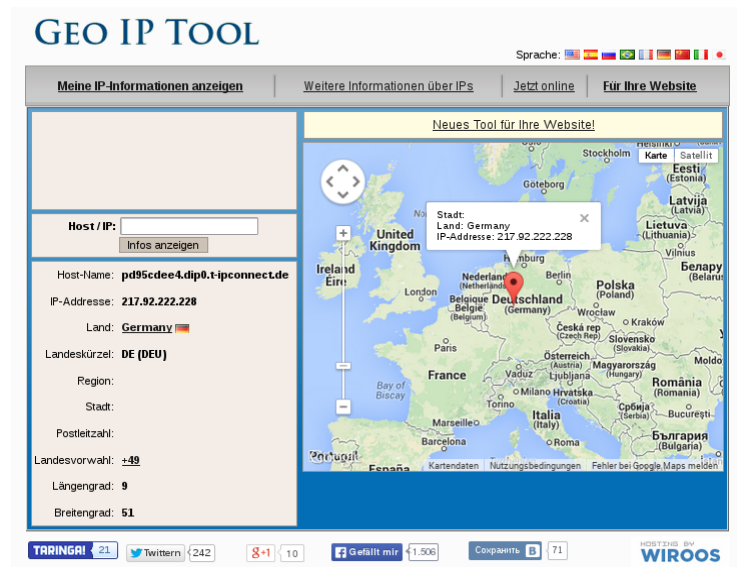 GEO IP TOOL
Sprache:
Meine IP-Informationen anzeigen
Weitere Informationen über IPs
Jetzt online
Für Ihre Website
Neues Tool für Ihre Website!
Host / IP:
Infos anzeigen
Host-Name: pd95cdee4.dip0.t-ipconnect.de
IP-Addresse: 217.92.222.228
Land: Germany
Landeskürzel: DE (DEU)
Region:
Stadt:
Postleitzahl:
Landesvorwahl: +49
Längengrad: 9
Breitengrad: 51
Karte
Satellit
Stockholm
Eesti
(Estonia)
Goteborg
Latvija
(Latvia)
Stadt:
Land: Germany
IP-Addresse: 217.92.222.228
Lietuva
(Lithuania)
Vilnius
United
Kingdom
Ireland
Éire
London
Berlin
Polska
(Poland)
Belgique
België
(Belgium)
Deutschland
(Germany)
Wrocław
Kraków
Česká rep
(Czech Rep)
Slovensko
(Slovakia)
Paris
Österreich
(Austria)
Magyarország
(Hungary)
Moldo
France
Vaduz
Ljubljana
România
(Romania)
Bay of
Biscay
Milano
Hrvatska
(Croatia)
Torino
Србија
(Serbia)
București
Italia
(Italy)
Marseille
България
(Bulgaria)
Barcelona
Roma
Portugal
España
Kartendaten
Nutzungsbedingungen
Fehler bei Google Maps melden
TARINGA! 21
Twittern 242
g+1 10
Gefällt mir 1.506
Сохранить B 71
HOSTING BY
WIROOS